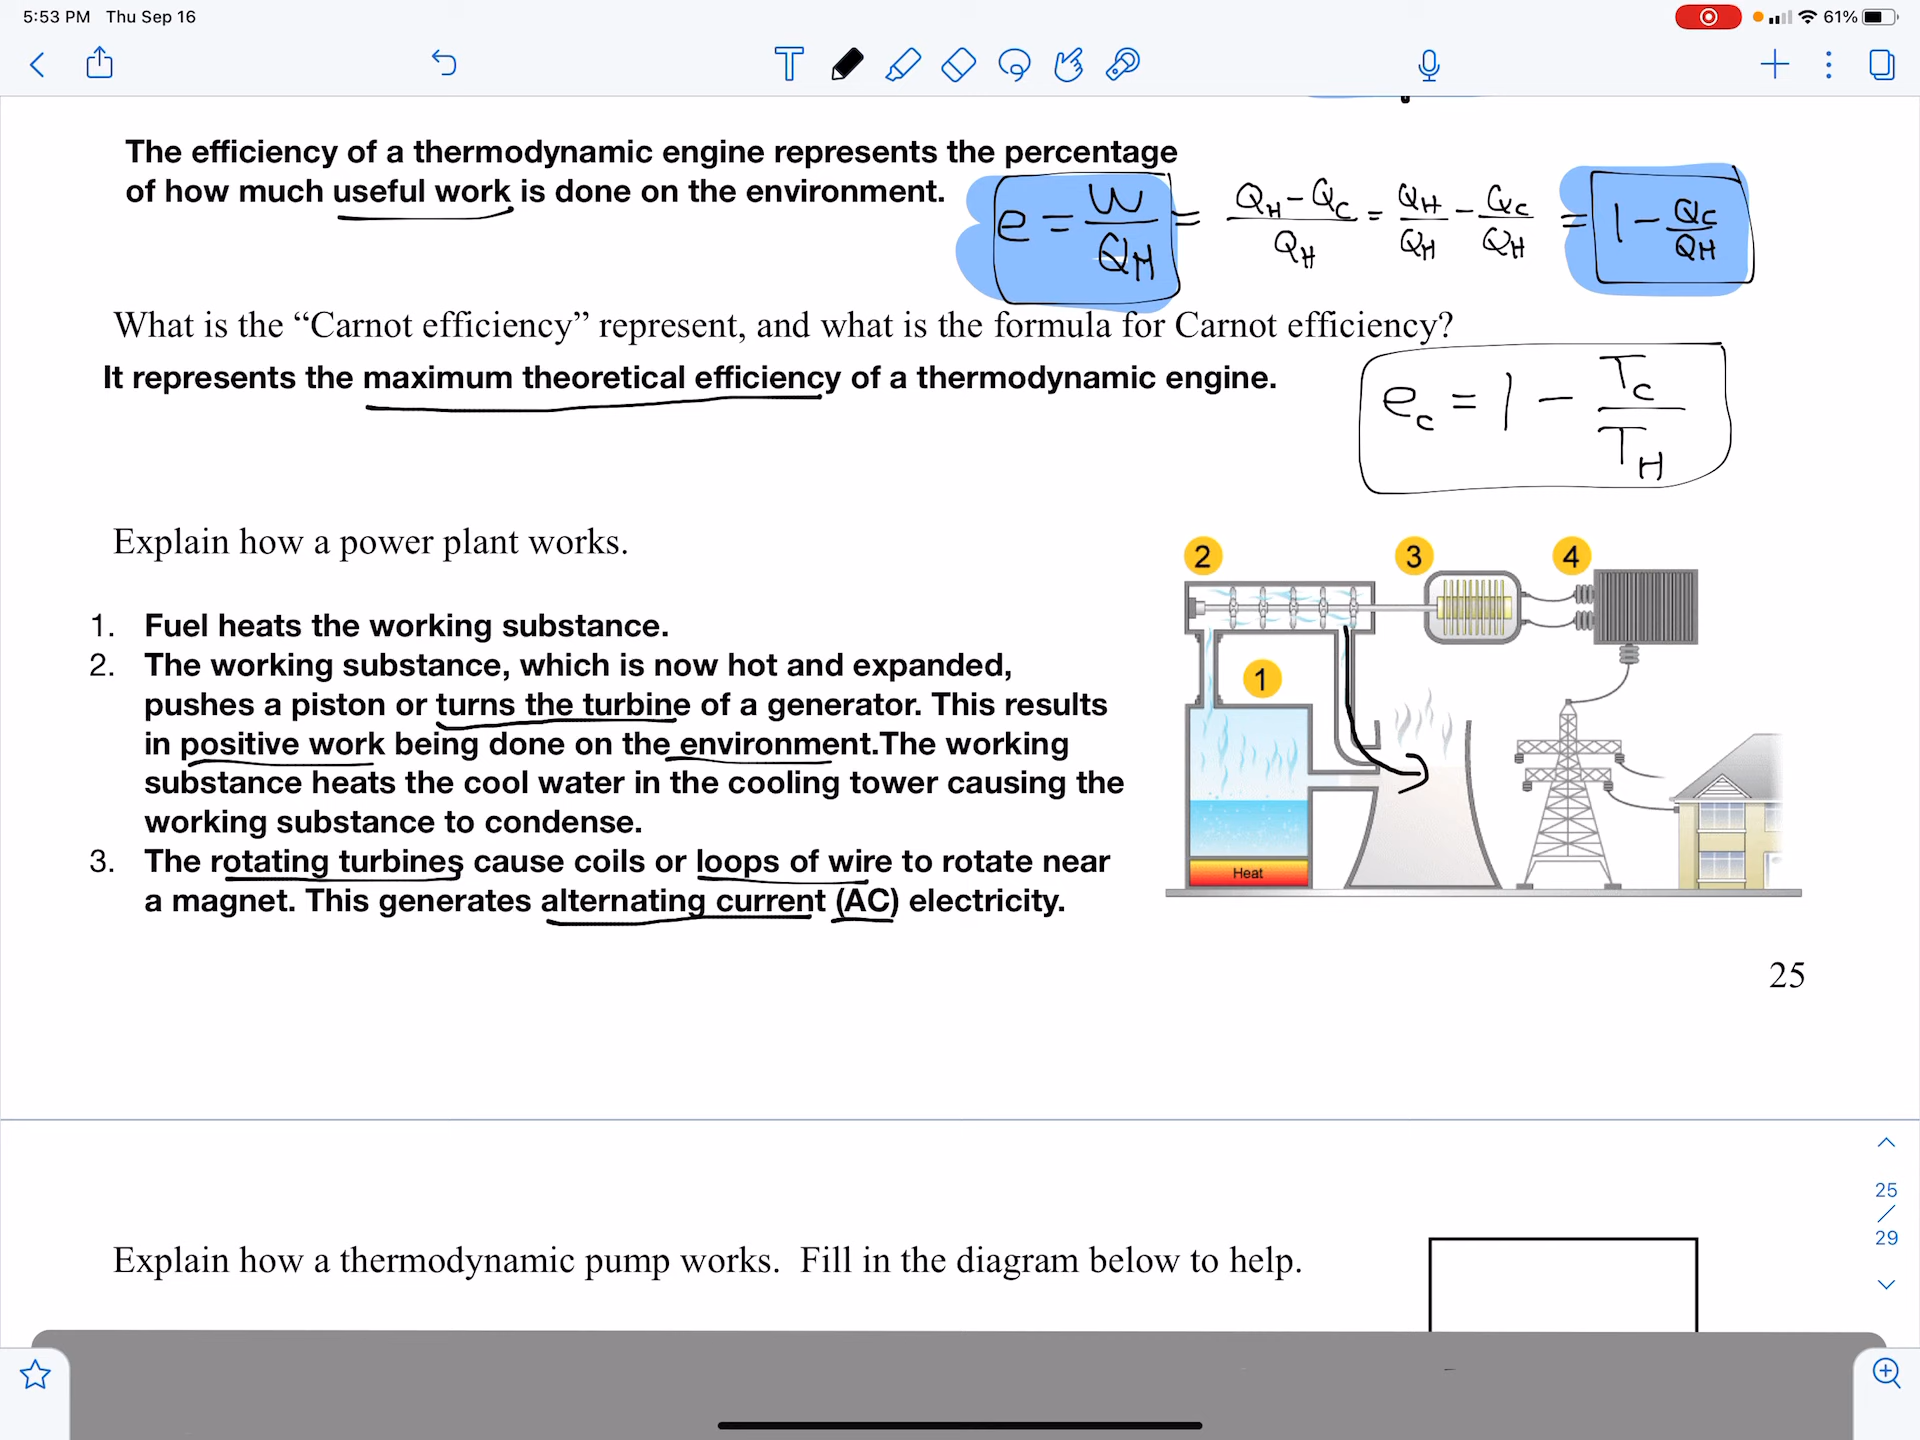 5:53 PM Thu Sep 16
61%
The efficiency of a thermodynamic engine represents the percentage
of how much useful work is done on the environment.
e = W/QH = (QH - QC)/QH = QH/QH - QC/QH = 1 - QC/QH
What is the “Carnot efficiency” represent, and what is the formula for Carnot efficiency?
It represents the maximum theoretical efficiency of a thermodynamic engine.
ec = 1 - TC/TH
Explain how a power plant works.
1. Fuel heats the working substance.
2. The working substance, which is now hot and expanded,
pushes a piston or turns the turbine of a generator. This results
in positive work being done on the environment.The working
substance heats the cool water in the cooling tower causing the
working substance to condense.
3. The rotating turbines cause coils or loops of wire to rotate near
a magnet. This generates alternating current (AC) electricity.
2 3 4
1
Heat
25
25
/
29
Explain how a thermodynamic pump works. Fill in the diagram below to help.